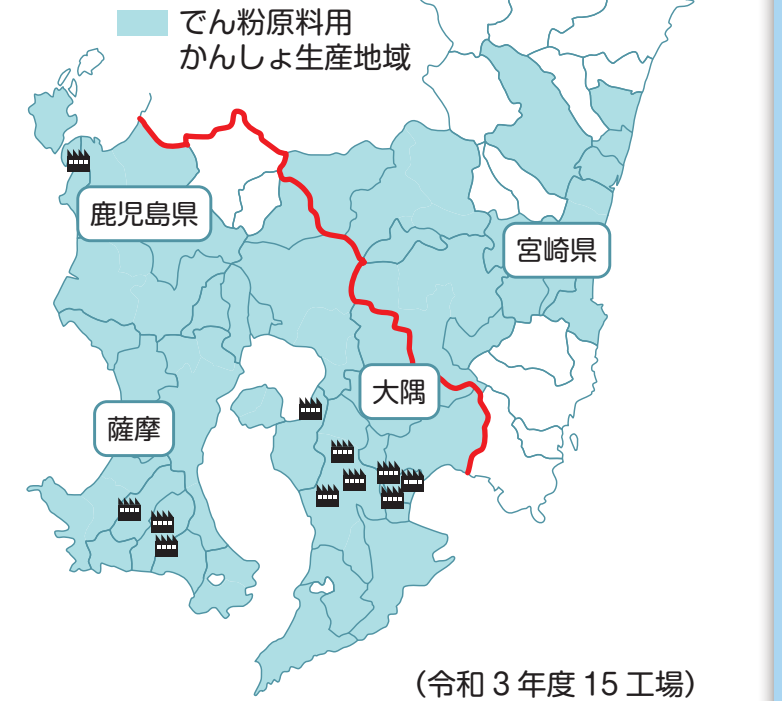 でん粉原料用
かんしょ生産地域
鹿児島県
宮崎県
大隅
薩摩
（令和３年度 15 工場）